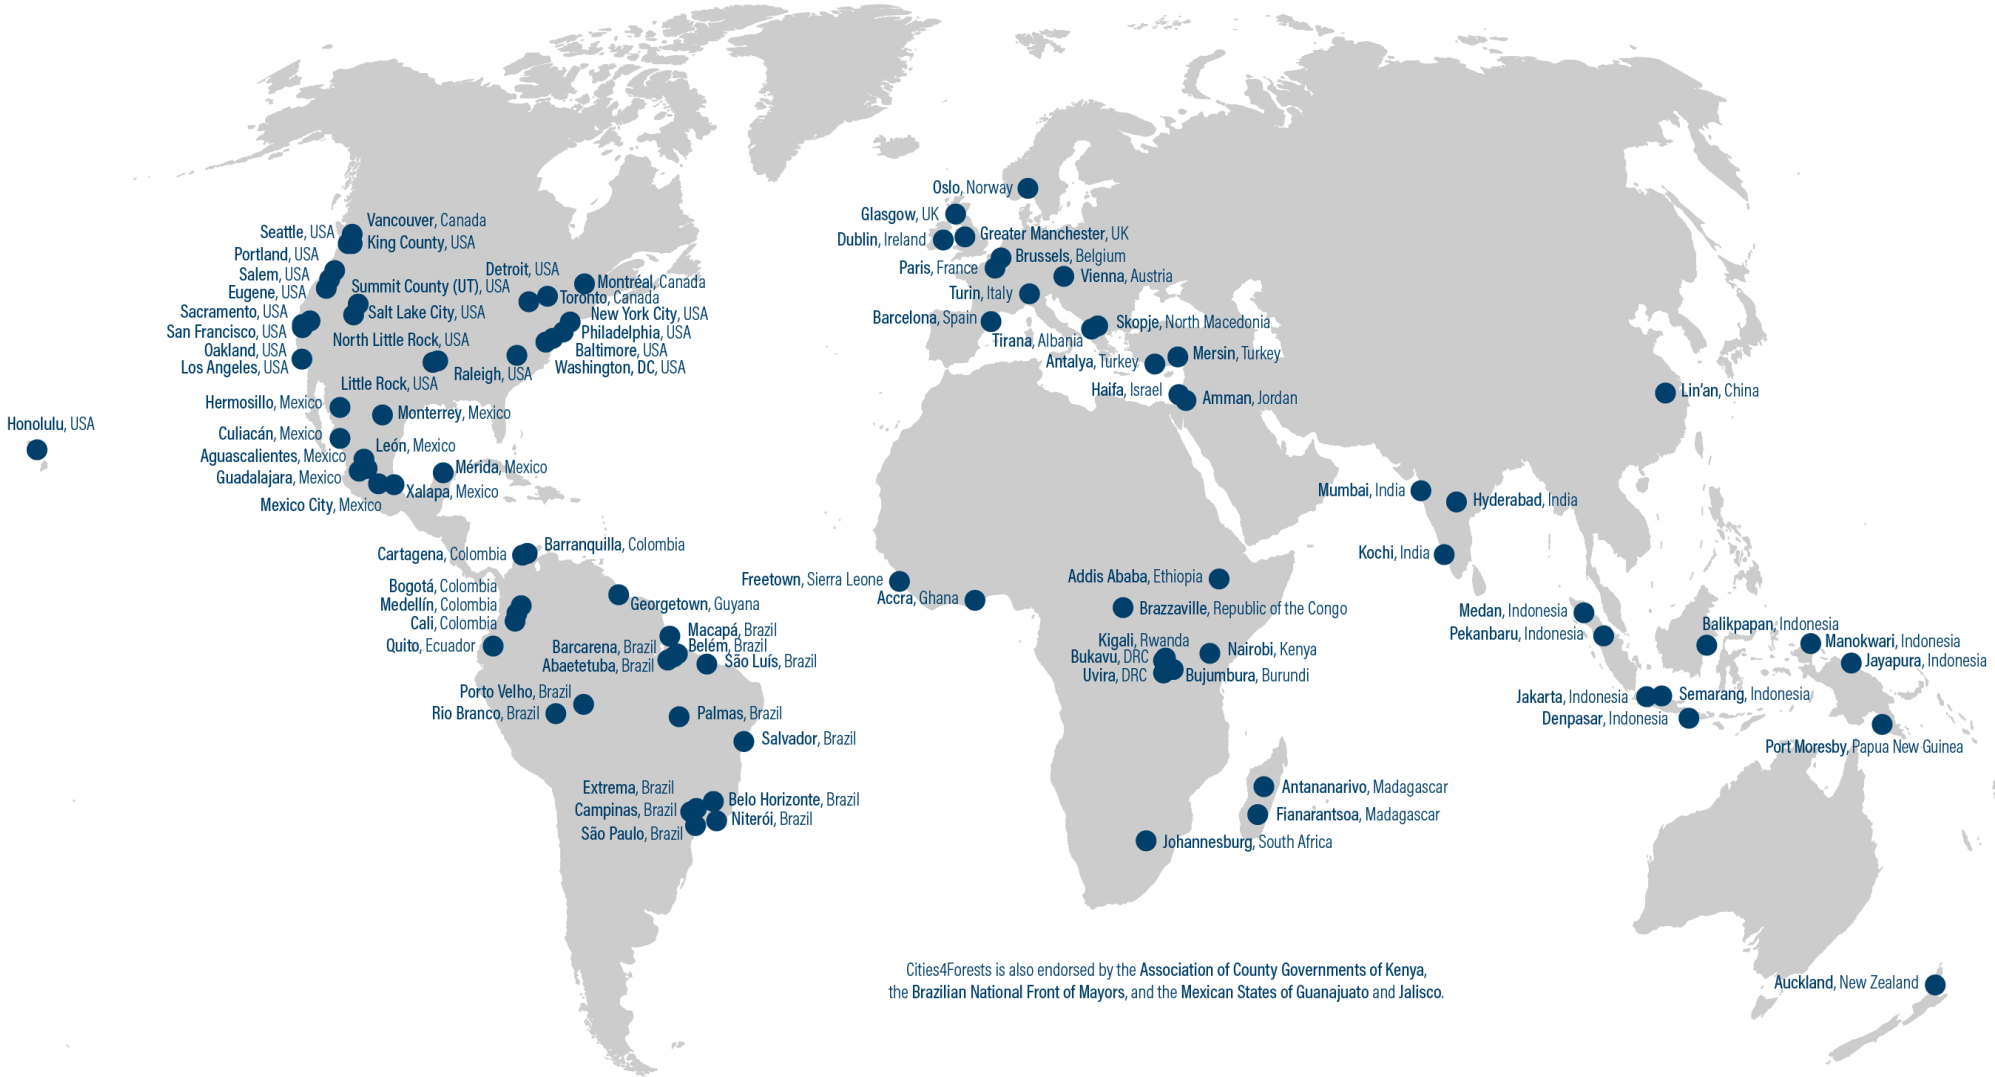 Vancouver, Canada
Seattle, USA
King County, USA
Portland, USA
Salem, USA
Eugene, USA
Summit County (UT), USA
Detroit, USA
Montréal, Canada
Toronto, Canada
Sacramento, USA
Salt Lake City, USA
New York City, USA
San Francisco, USA
North Little Rock, USA
Philadelphia, USA
Oakland, USA
Baltimore, USA
Los Angeles, USA
Washington, DC, USA
Raleigh, USA
Little Rock, USA
Hermosillo, Mexico
Monterrey, Mexico
Honolulu, USA
Culiacán, Mexico
León, Mexico
Aguascalientes, Mexico
Mérida, Mexico
Guadalajara, Mexico
Xalapa, Mexico
Mexico City, Mexico
Barranquilla, Colombia
Cartagena, Colombia
Bogotá, Colombia
Medellín, Colombia
Georgetown, Guyana
Cali, Colombia
Macapá, Brazil
Quito, Ecuador
Barcarena, Brazil
Belém, Brazil
Abaetetuba, Brazil
São Luís, Brazil
Porto Velho, Brazil
Rio Branco, Brazil
Palmas, Brazil
Salvador, Brazil
Extrema, Brazil
Belo Horizonte, Brazil
Campinas, Brazil
Niterói, Brazil
São Paulo, Brazil
Oslo, Norway
Glasgow, UK
Greater Manchester, UK
Dublin, Ireland
Brussels, Belgium
Paris, France
Vienna, Austria
Turin, Italy
Barcelona, Spain
Skopje, North Macedonia
Tirana, Albania
Mersin, Turkey
Antalya, Turkey
Haifa, Israel
Amman, Jordan
Lin'an, China
Mumbai, India
Hyderabad, India
Kochi, India
Freetown, Sierra Leone
Addis Ababa, Ethiopia
Accra, Ghana
Brazzaville, Republic of the Congo
Kigali, Rwanda
Nairobi, Kenya
Bukavu, DRC
Uvira, DRC
Bujumbura, Burundi
Antananarivo, Madagascar
Fianarantsoa, Madagascar
Johannesburg, South Africa
Medan, Indonesia
Balikpapan, Indonesia
Pekanbaru, Indonesia
Manokwari, Indonesia
Jayapura, Indonesia
Jakarta, Indonesia
Semarang, Indonesia
Denpasar, Indonesia
Port Moresby, Papua New Guinea
Auckland, New Zealand
Cities4Forests is also endorsed by the Association of County Governments of Kenya,
the Brazilian National Front of Mayors, and the Mexican States of Guanajuato and Jalisco.